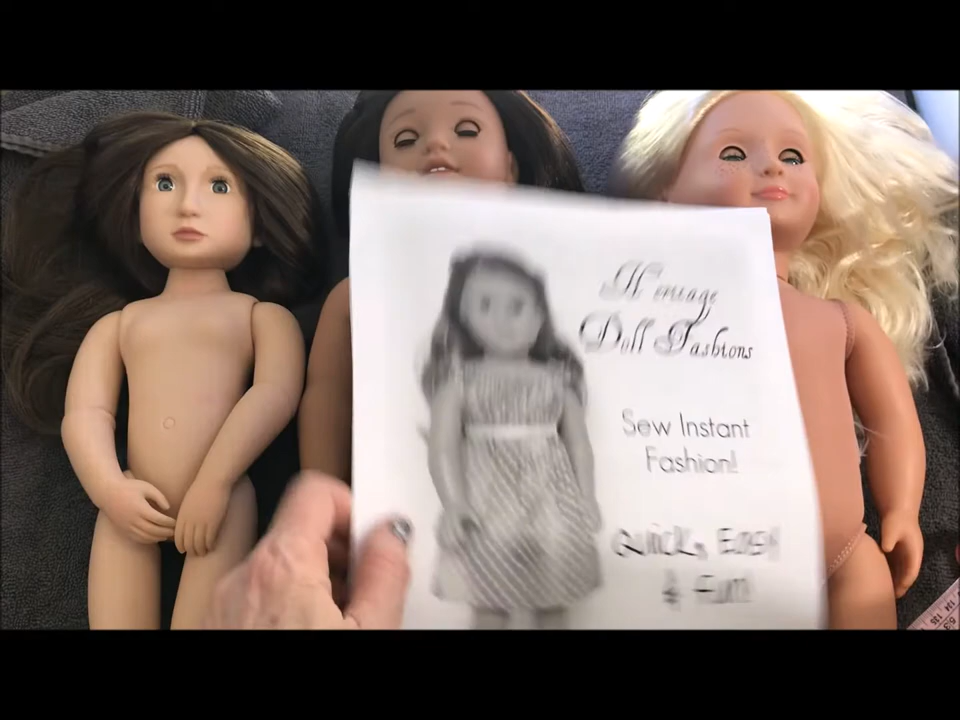 Heritage
Doll Fashions
Sew Instant
Fashion!
Quick, Easy
& Fun!